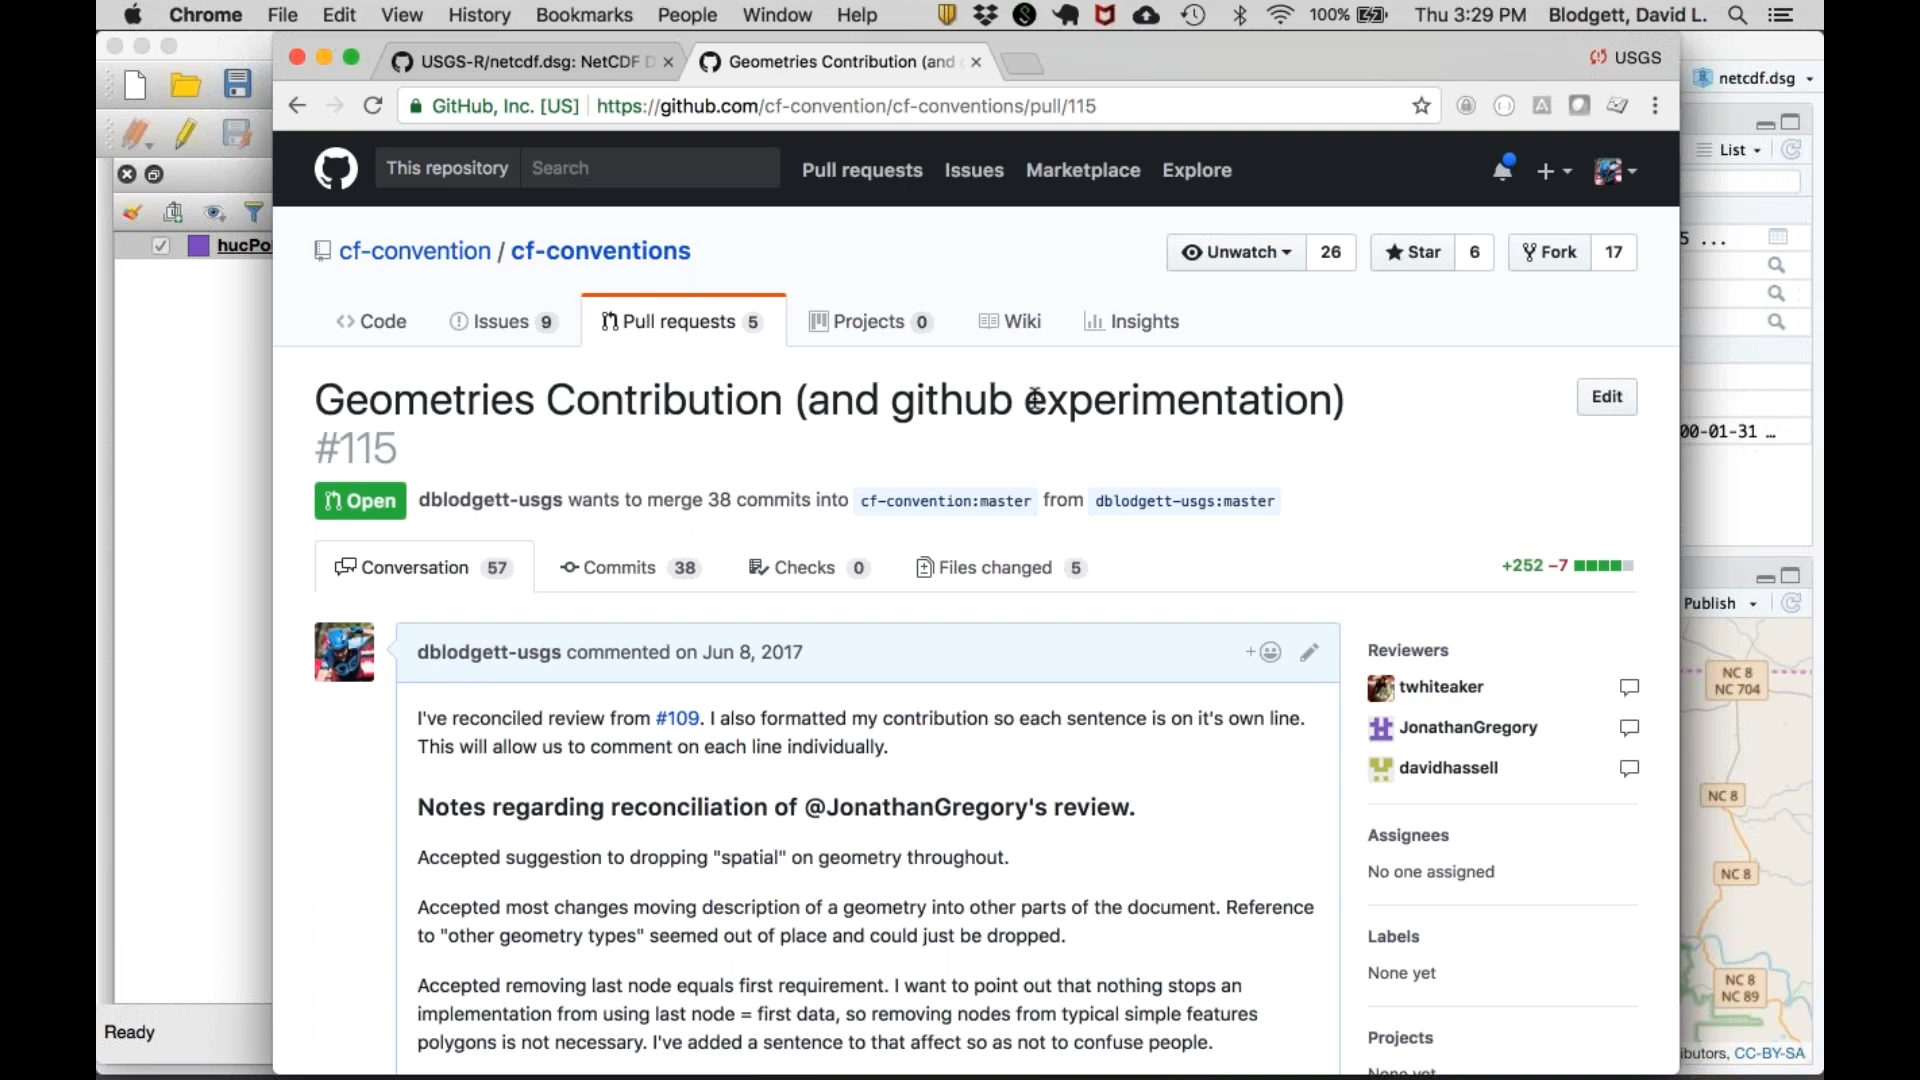 Chrome File Edit View History Bookmarks People Window Help 100% Thu 3:29 PM Blodgett, David L.
USGS-R/netcdf.dsg: NetCDF D
Geometries Contribution (and
USGS
netcdf.dsg
GitHub, Inc. [US] https://github.com/cf-convention/cf-conventions/pull/115
List
This repository Search Pull requests Issues Marketplace Explore
hucPo
5 ...
cf-convention / cf-conventions
Unwatch 26 Star 6 Fork 17
Code Issues 9 Pull requests 5 Projects 0 Wiki Insights
Geometries Contribution (and github experimentation)
#115
Edit
00-01-31 …
Open dblodgett-usgs wants to merge 38 commits into cf-convention:master from dblodgett-usgs:master
Conversation 57 Commits 38 Checks 0 Files changed 5 +252 −7
Publish
dblodgett-usgs commented on Jun 8, 2017
I've reconciled review from #109. I also formatted my contribution so each sentence is on it's own line.
This will allow us to comment on each line individually.
Notes regarding reconciliation of @JonathanGregory's review.
Accepted suggestion to dropping "spatial" on geometry throughout.
Accepted most changes moving description of a geometry into other parts of the document. Reference
to "other geometry types" seemed out of place and could just be dropped.
Accepted removing last node equals first requirement. I want to point out that nothing stops an
implementation from using last node = first data, so removing nodes from typical simple features
polygons is not necessary. I've added a sentence to that affect so as not to confuse people.
Reviewers
twhiteaker
JonathanGregory
davidhassell
Assignees
No one assigned
Labels
None yet
Projects
None yet
NC 8
NC 704
NC 8
NC 8
NC 8
NC 89
Ready
ibutors, CC-BY-SA